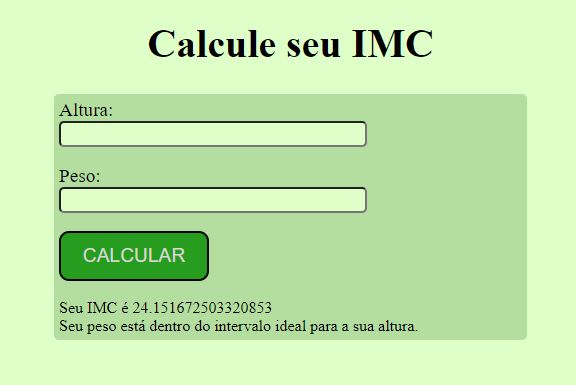 Calcule seu IMC
Altura:
Peso:
CALCULAR
Seu IMC é 24.151672503320853
Seu peso está dentro do intervalo ideal para a sua altura.